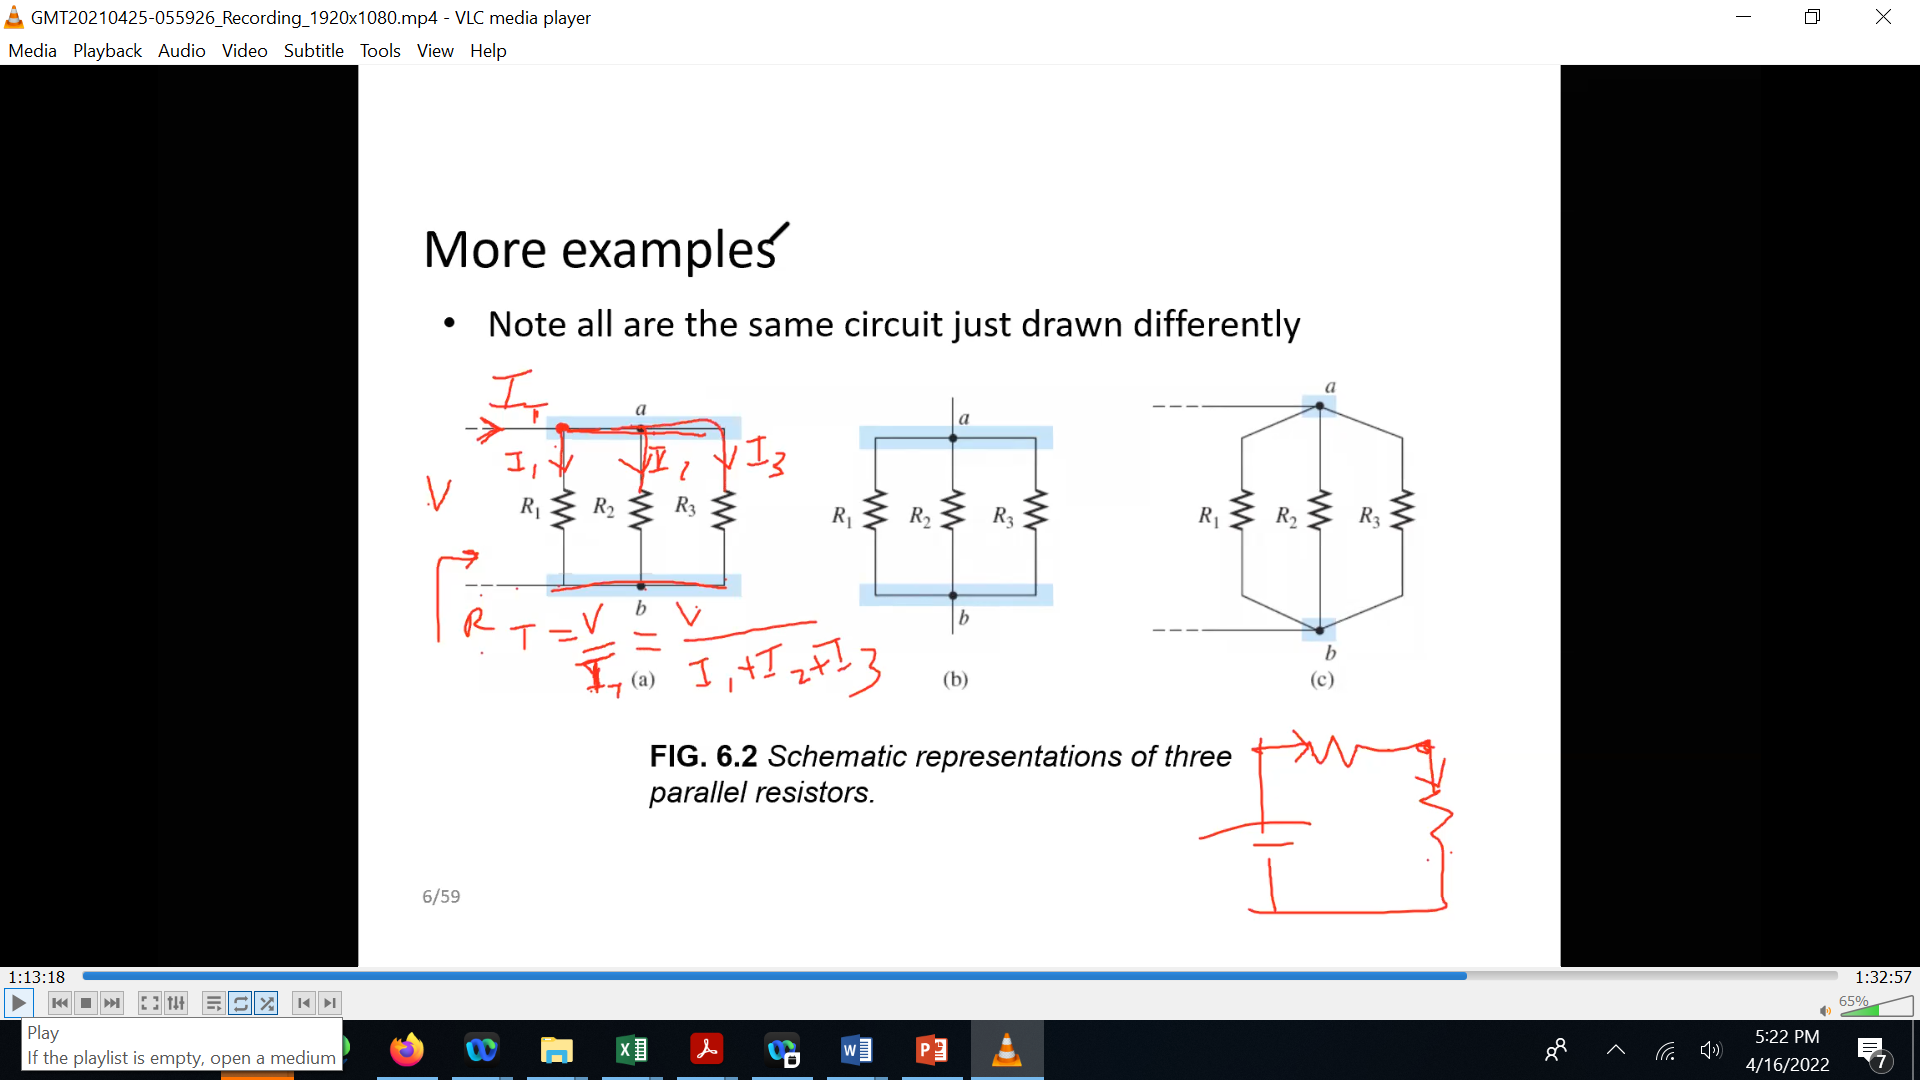 GMT20210425-055926_Recording_1920x1080.mp4 - VLC media player
Media Playback Audio Video Subtitle Tools View Help
More examples
• Note all are the same circuit just drawn differently
I_T
a
I_1 I_2 I_3
V
R_1 R_2 R_3
b
R_T = V/I_T = V/(I_1+I_2+I_3)
(a)
a
R_1 R_2 R_3
b
(b)
a
R_1 R_2 R_3
b
(c)
FIG. 6.2 Schematic representations of three
parallel resistors.
6/59
1:13:18 1:32:57
65%
Play
If the playlist is empty, open a medium
5:22 PM
4/16/2022
7